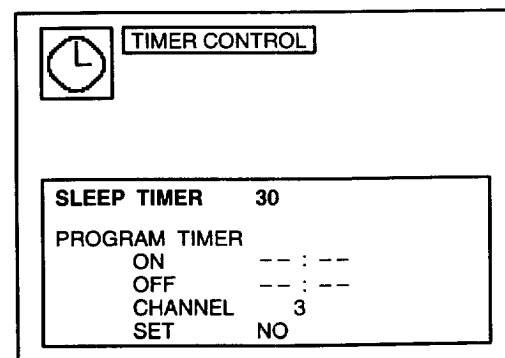 TIMER CONTROL
SLEEP TIMER 30
PROGRAM TIMER
ON -- : --
OFF -- : --
CHANNEL 3
SET NO